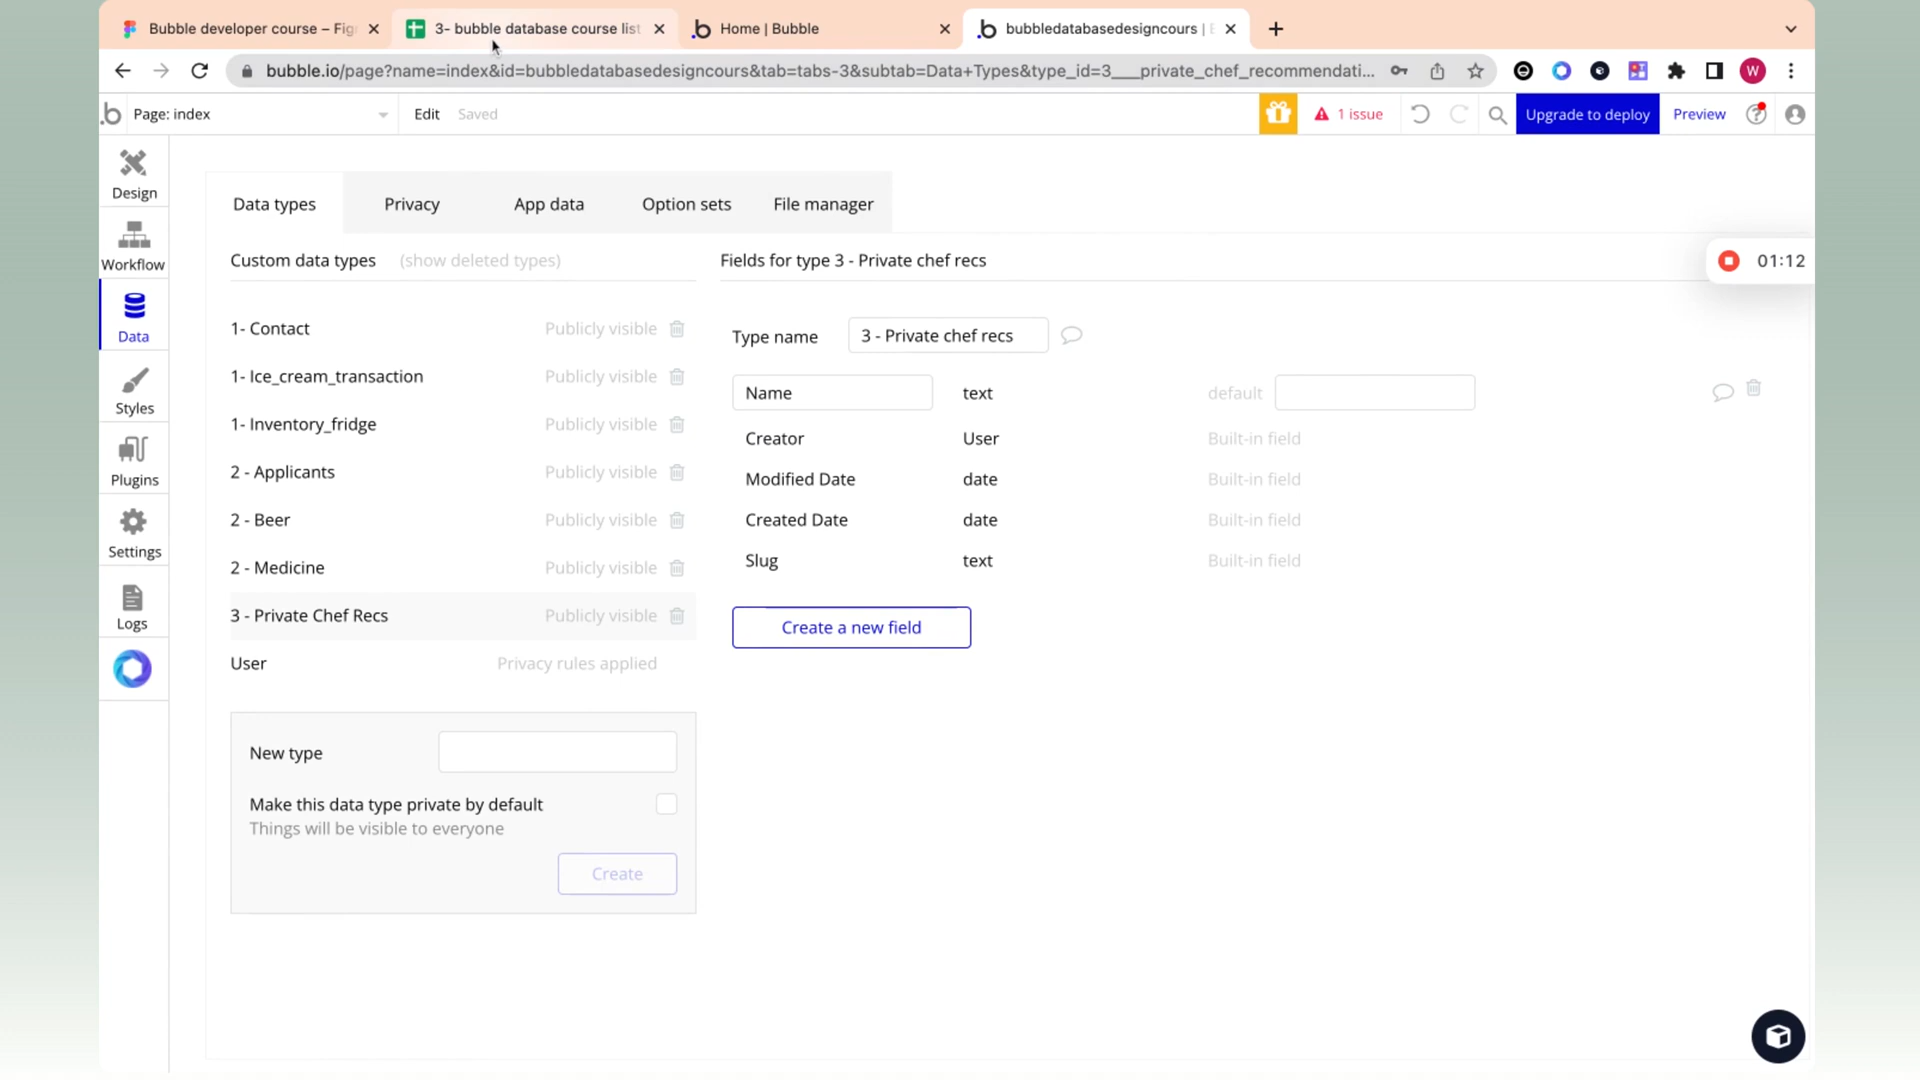 Bubble developer course – Fig
3- bubble database course list
Home | Bubble
bubbledatabasedesigncours | B
bubble.io/page?name=index&id=bubbledatabasedesigncours&tab=tabs-3&subtab=Data+Types&type_id=3___private_chef_recommendati...
W
Page: index
Edit
Saved
1 issue
Upgrade to deploy
Preview
Design
Workflow
Data
Styles
Plugins
Settings
Logs
Data types
Privacy
App data
Option sets
File manager
01:12
Custom data types (show deleted types)
1- Contact Publicly visible
1- Ice_cream_transaction Publicly visible
1- Inventory_fridge Publicly visible
2 - Applicants Publicly visible
2 - Beer Publicly visible
2 - Medicine Publicly visible
3 - Private Chef Recs Publicly visible
User Privacy rules applied
New type
Make this data type private by default
Things will be visible to everyone
Create
Fields for type 3 - Private chef recs
Type name 3 - Private chef recs
Name text default
Creator User Built-in field
Modified Date date Built-in field
Created Date date Built-in field
Slug text Built-in field
Create a new field